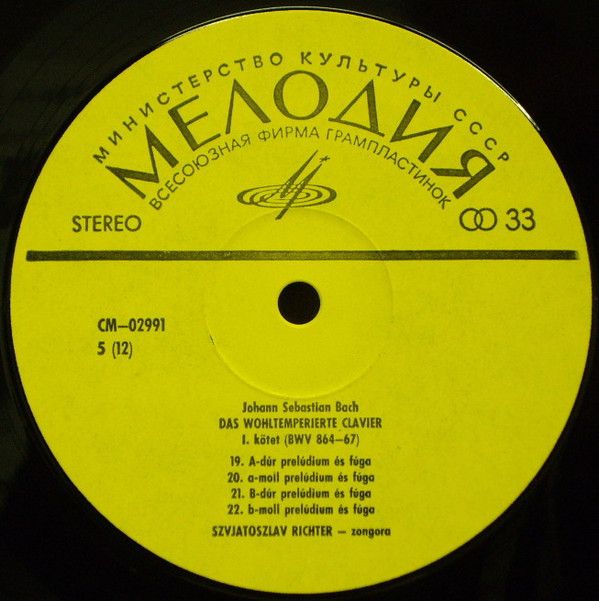 МИНИСТЕРСТВО КУЛЬТУРЫ СССР
МЕЛОДИЯ
ВСЕСОЮЗНАЯ ФИРМА ГРАМПЛАСТИНОК
STEREO
33
СМ—02991
5 (12)
Johann Sebastian Bach
DAS WOHLTEMPERIERTE CLAVIER
I. kötet (BWV 864—67)
19. A-dúr prelúdium és fúga
20. a-moll prelúdium és fúga
21. B-dúr prelúdium és fúga
22. b-moll prelúdium és fúga
SZVJATOSZLAV RICHTER — zongora